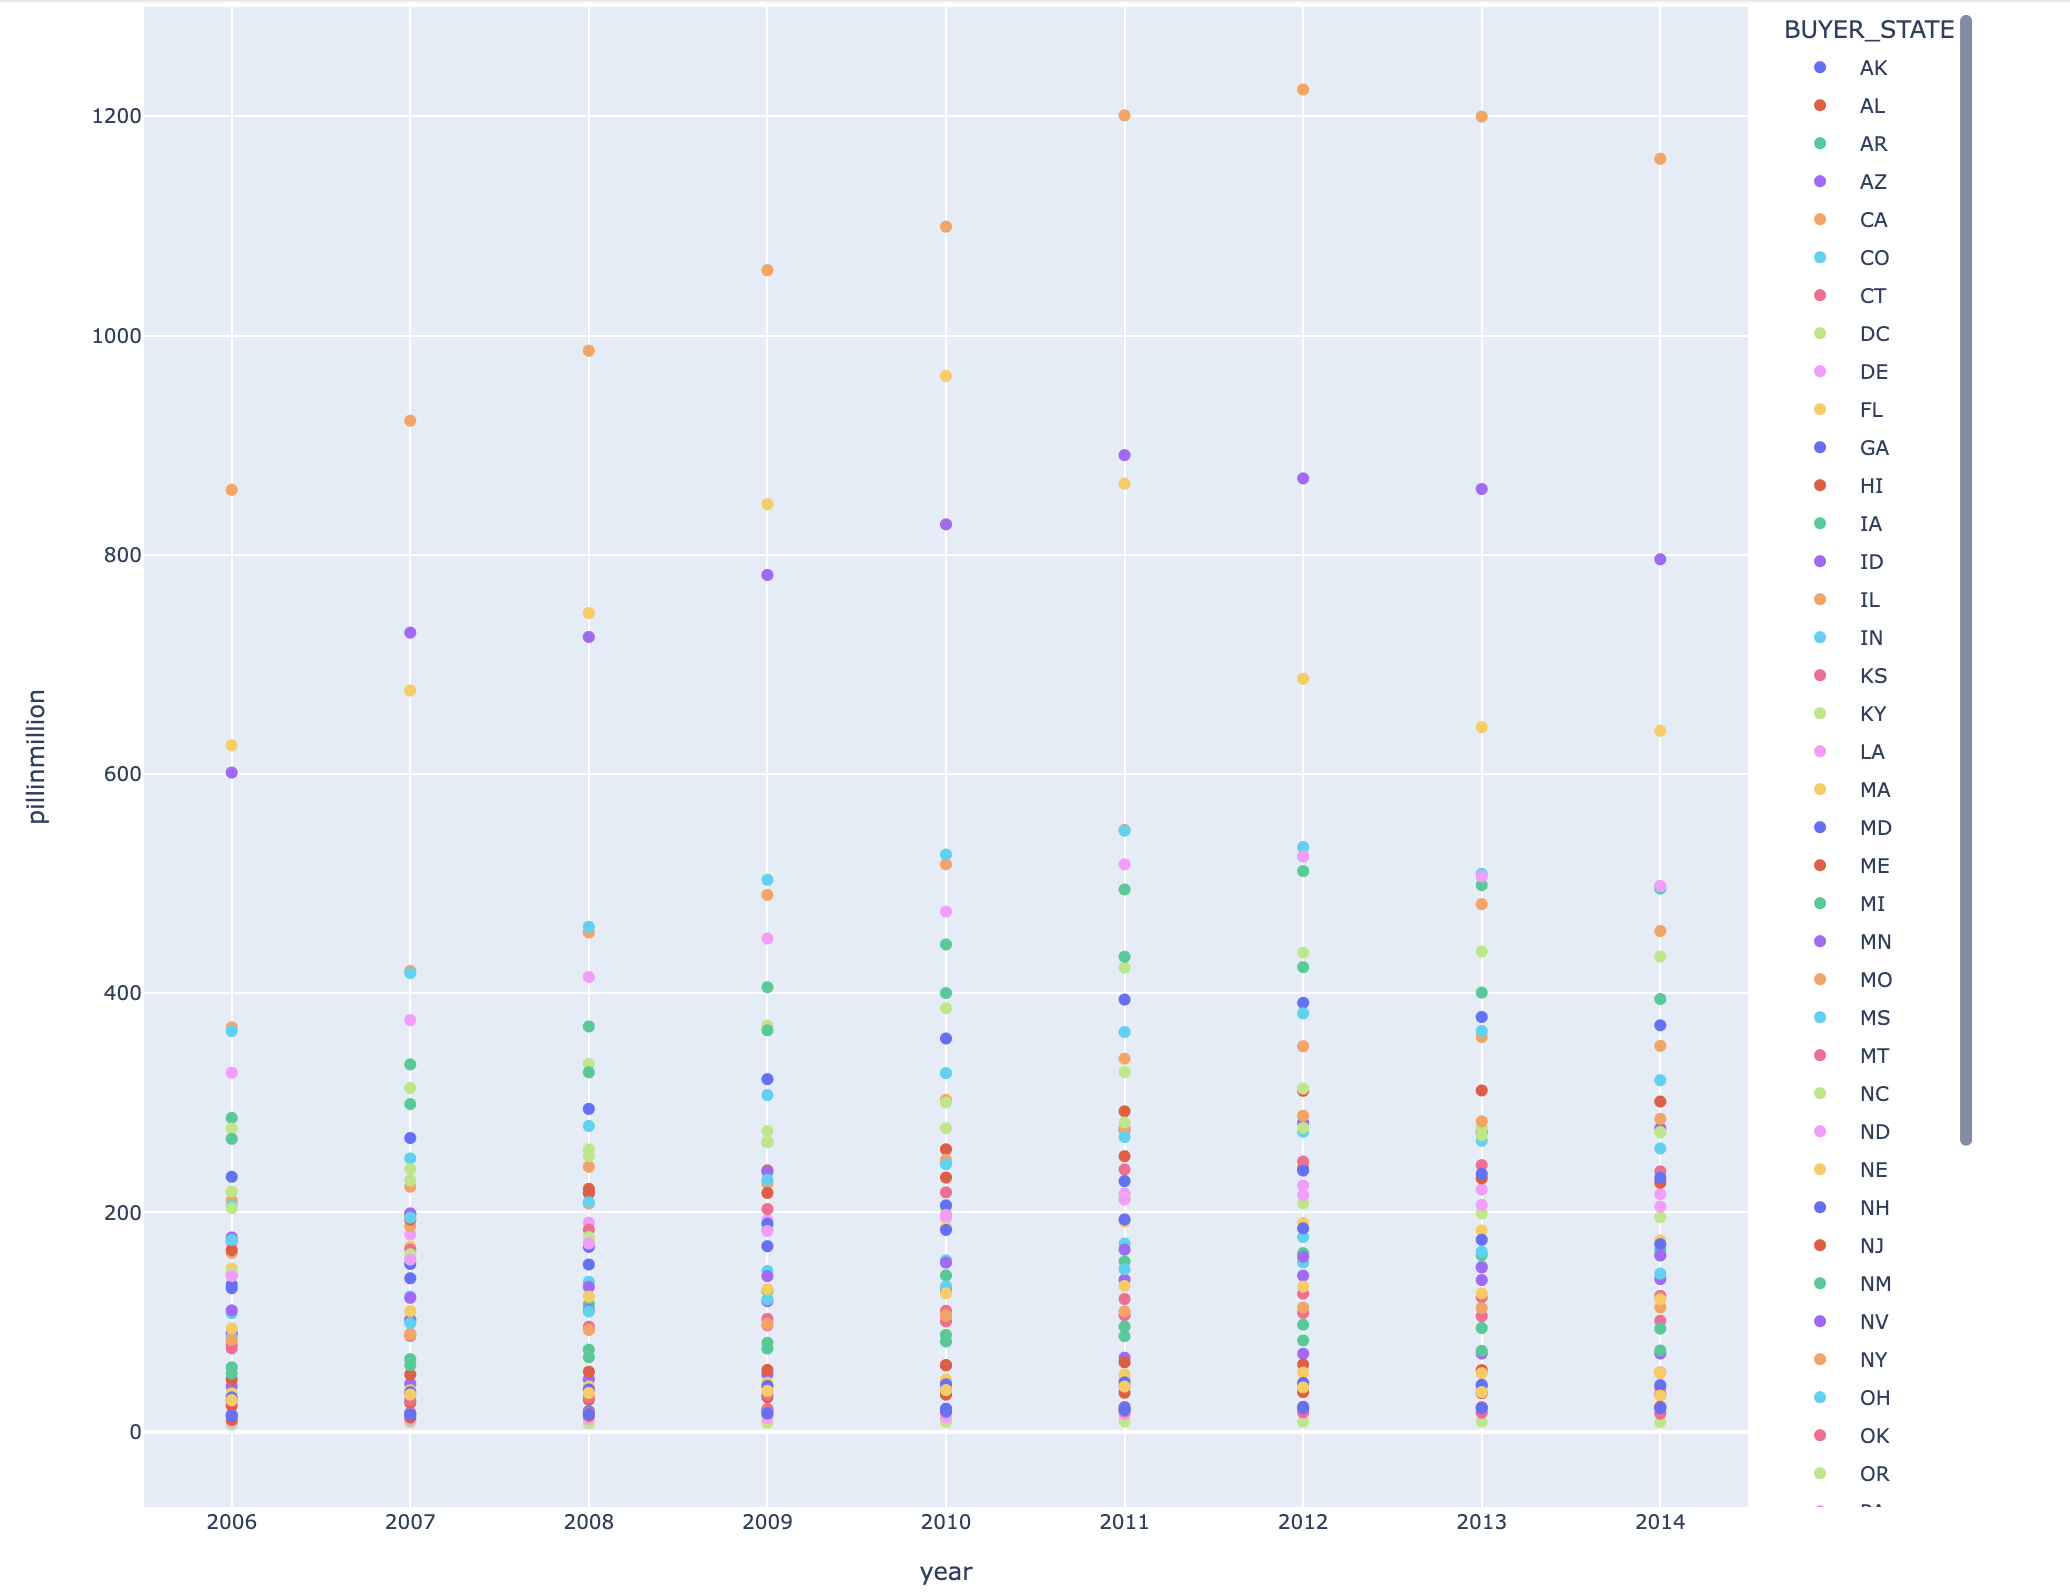 BUYER_STATE
AK
AL
AR
AZ
CA
CO
CT
DC
DE
FL
GA
HI
IA
ID
IL
IN
KS
KY
LA
MA
MD
ME
MI
MN
MO
MS
MT
NC
ND
NE
NH
NJ
NM
NV
NY
OH
OK
OR
1200
1000
800
600
400
200
0
pillinmillion
2006 2007 2008 2009 2010 2011 2012 2013 2014
year